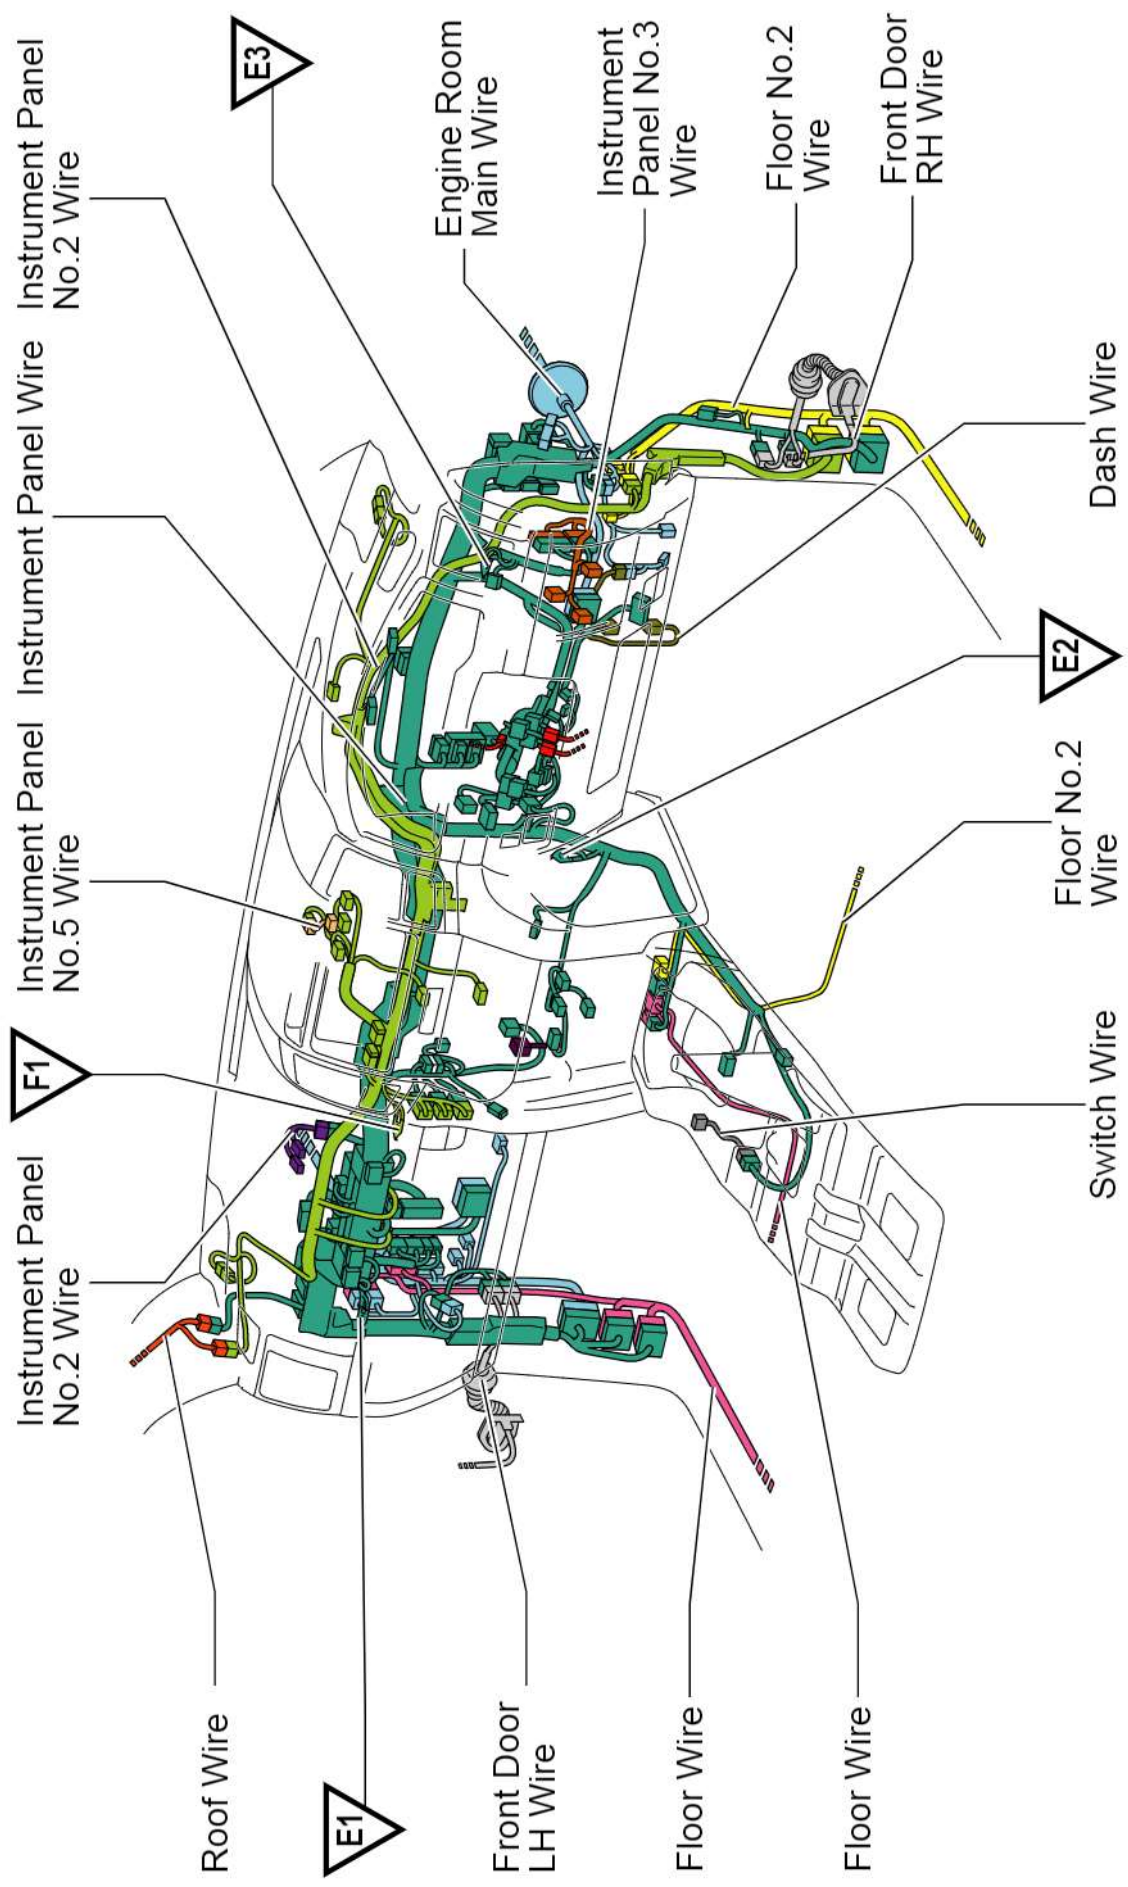 Instrument Panel
No.2 Wire
F1
Instrument Panel
No.5 Wire
Instrument Panel Wire
Instrument Panel
No.2 Wire
E3
Roof Wire
E1
Front Door
LH Wire
Floor Wire
Floor Wire
Engine Room
Main Wire
Instrument
Panel No.3
Wire
Floor No.2
Wire
Front Door
RH Wire
Switch Wire
Floor No.2
Wire
E2
Dash Wire